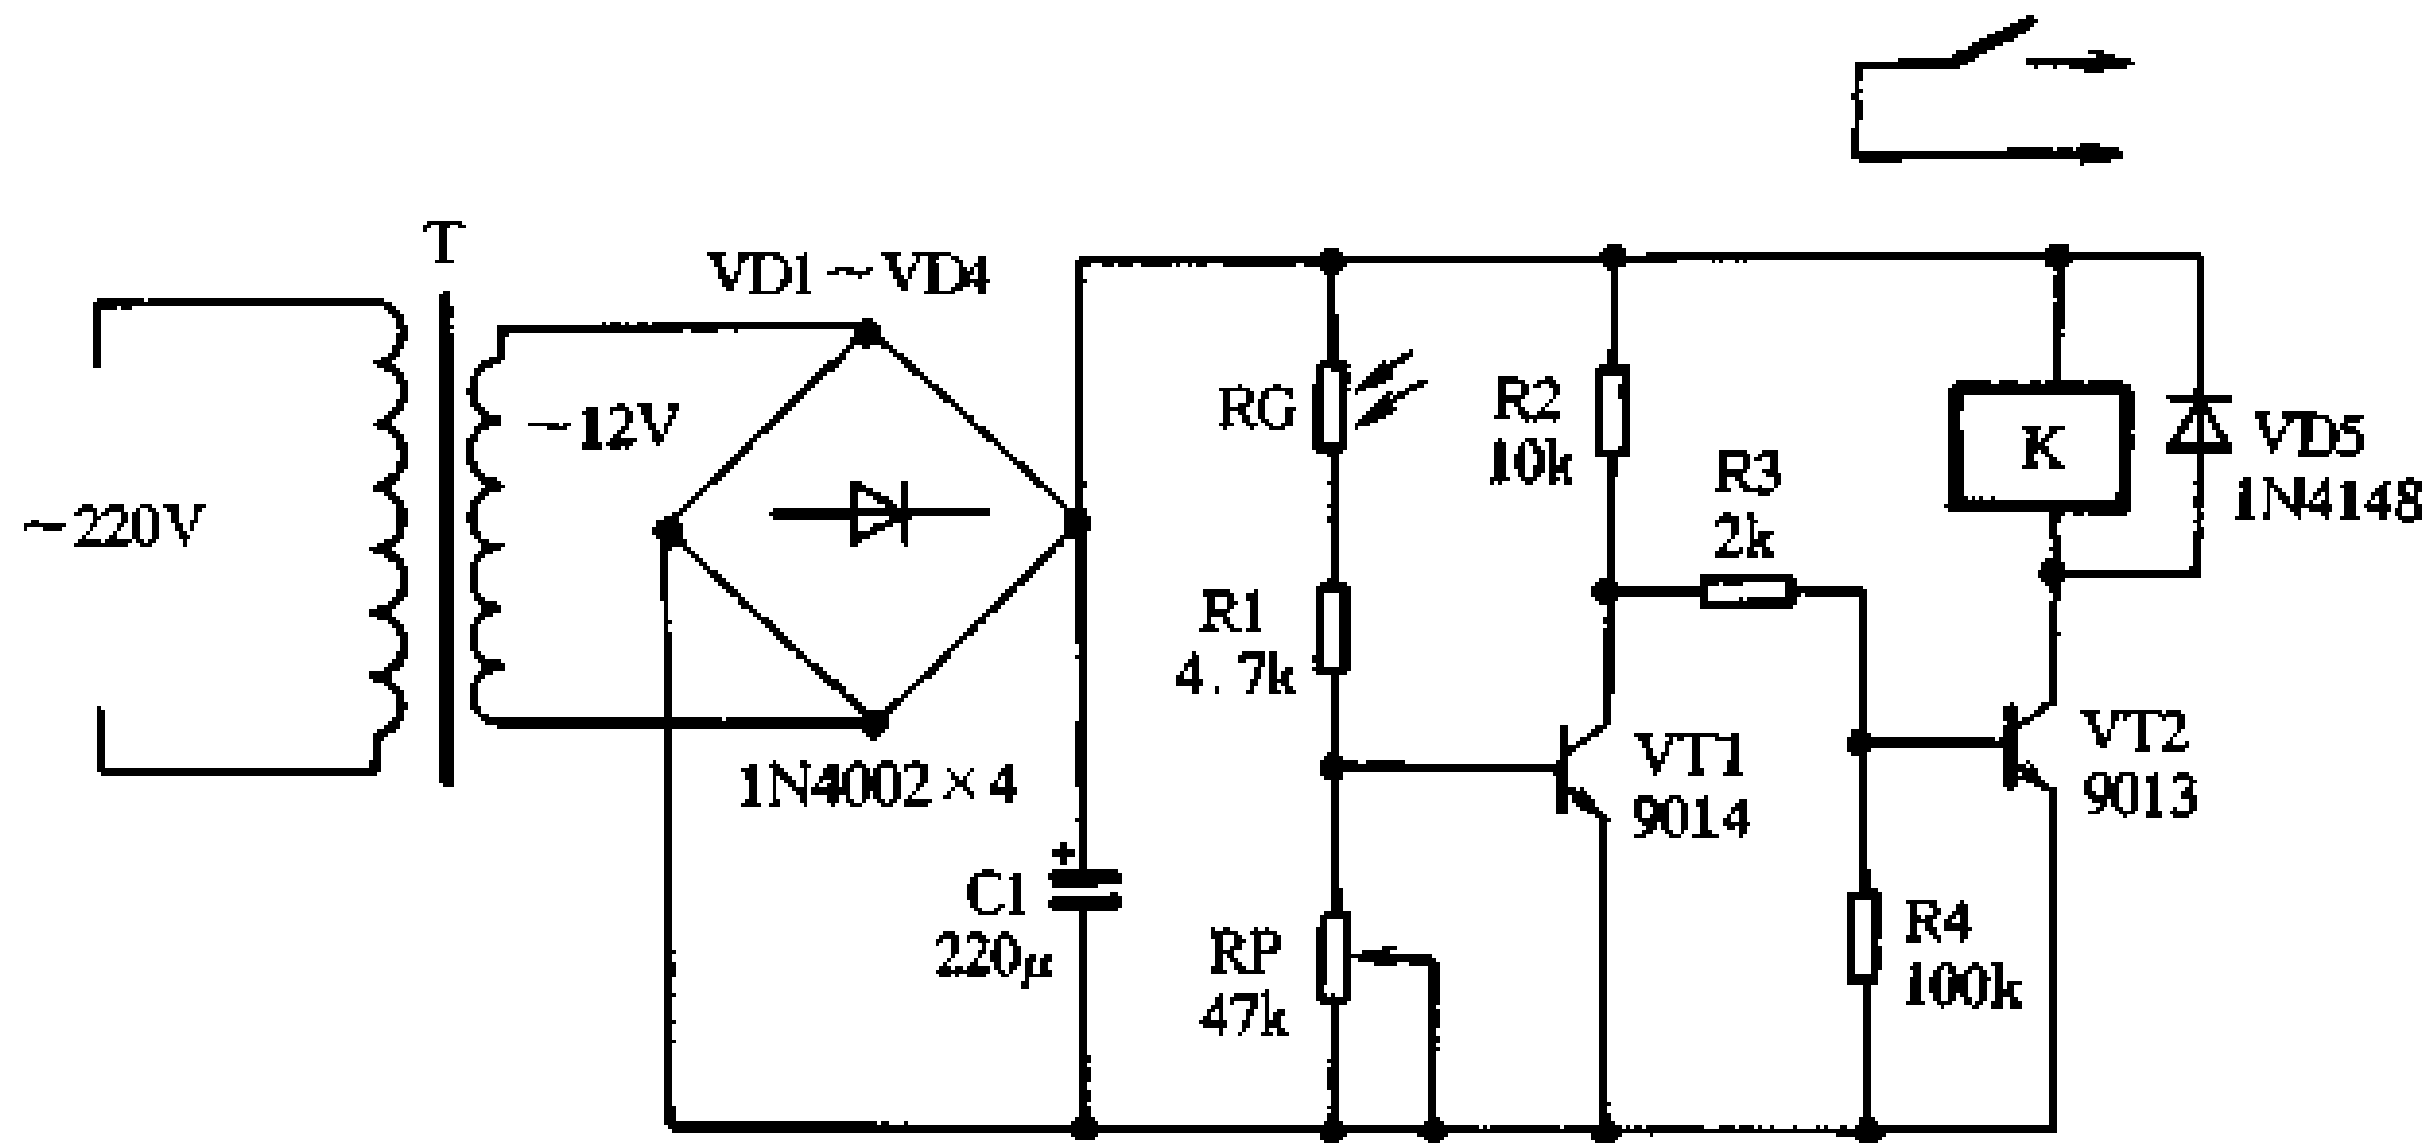 T
VD1～VD4
～12V
～220V
1N4002×4
C1
220μ
RG
R1
4.7k
RP
47k
R2
10k
R3
2k
VT1
9014
K
VD5
1N4148
VT2
9013
R4
100k
+